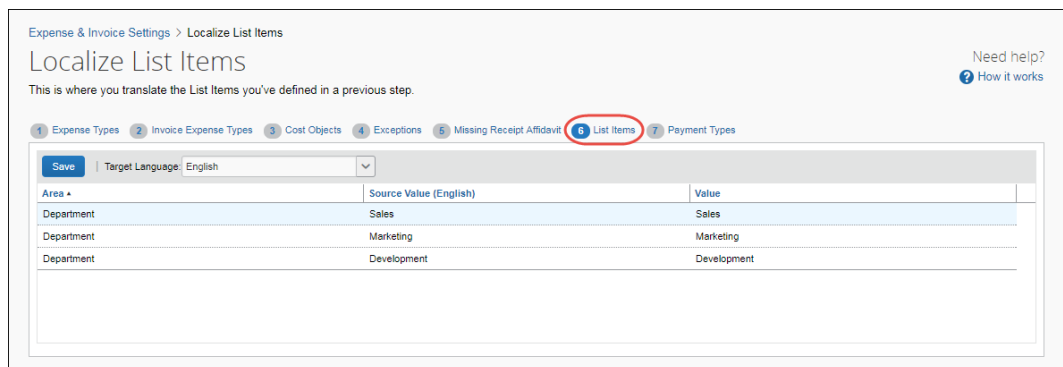 Expense & Invoice Settings > Localize List Items
Localize List Items
Need help?
? How it works
This is where you translate the List Items you've defined in a previous step.
1 Expense Types 2 Invoice Expense Types 3 Cost Objects 4 Exceptions 5 Missing Receipt Affidavit 6 List Items 7 Payment Types
Save | Target Language: English
Area Source Value (English) Value
Department Sales Sales
Department Marketing Marketing
Department Development Development